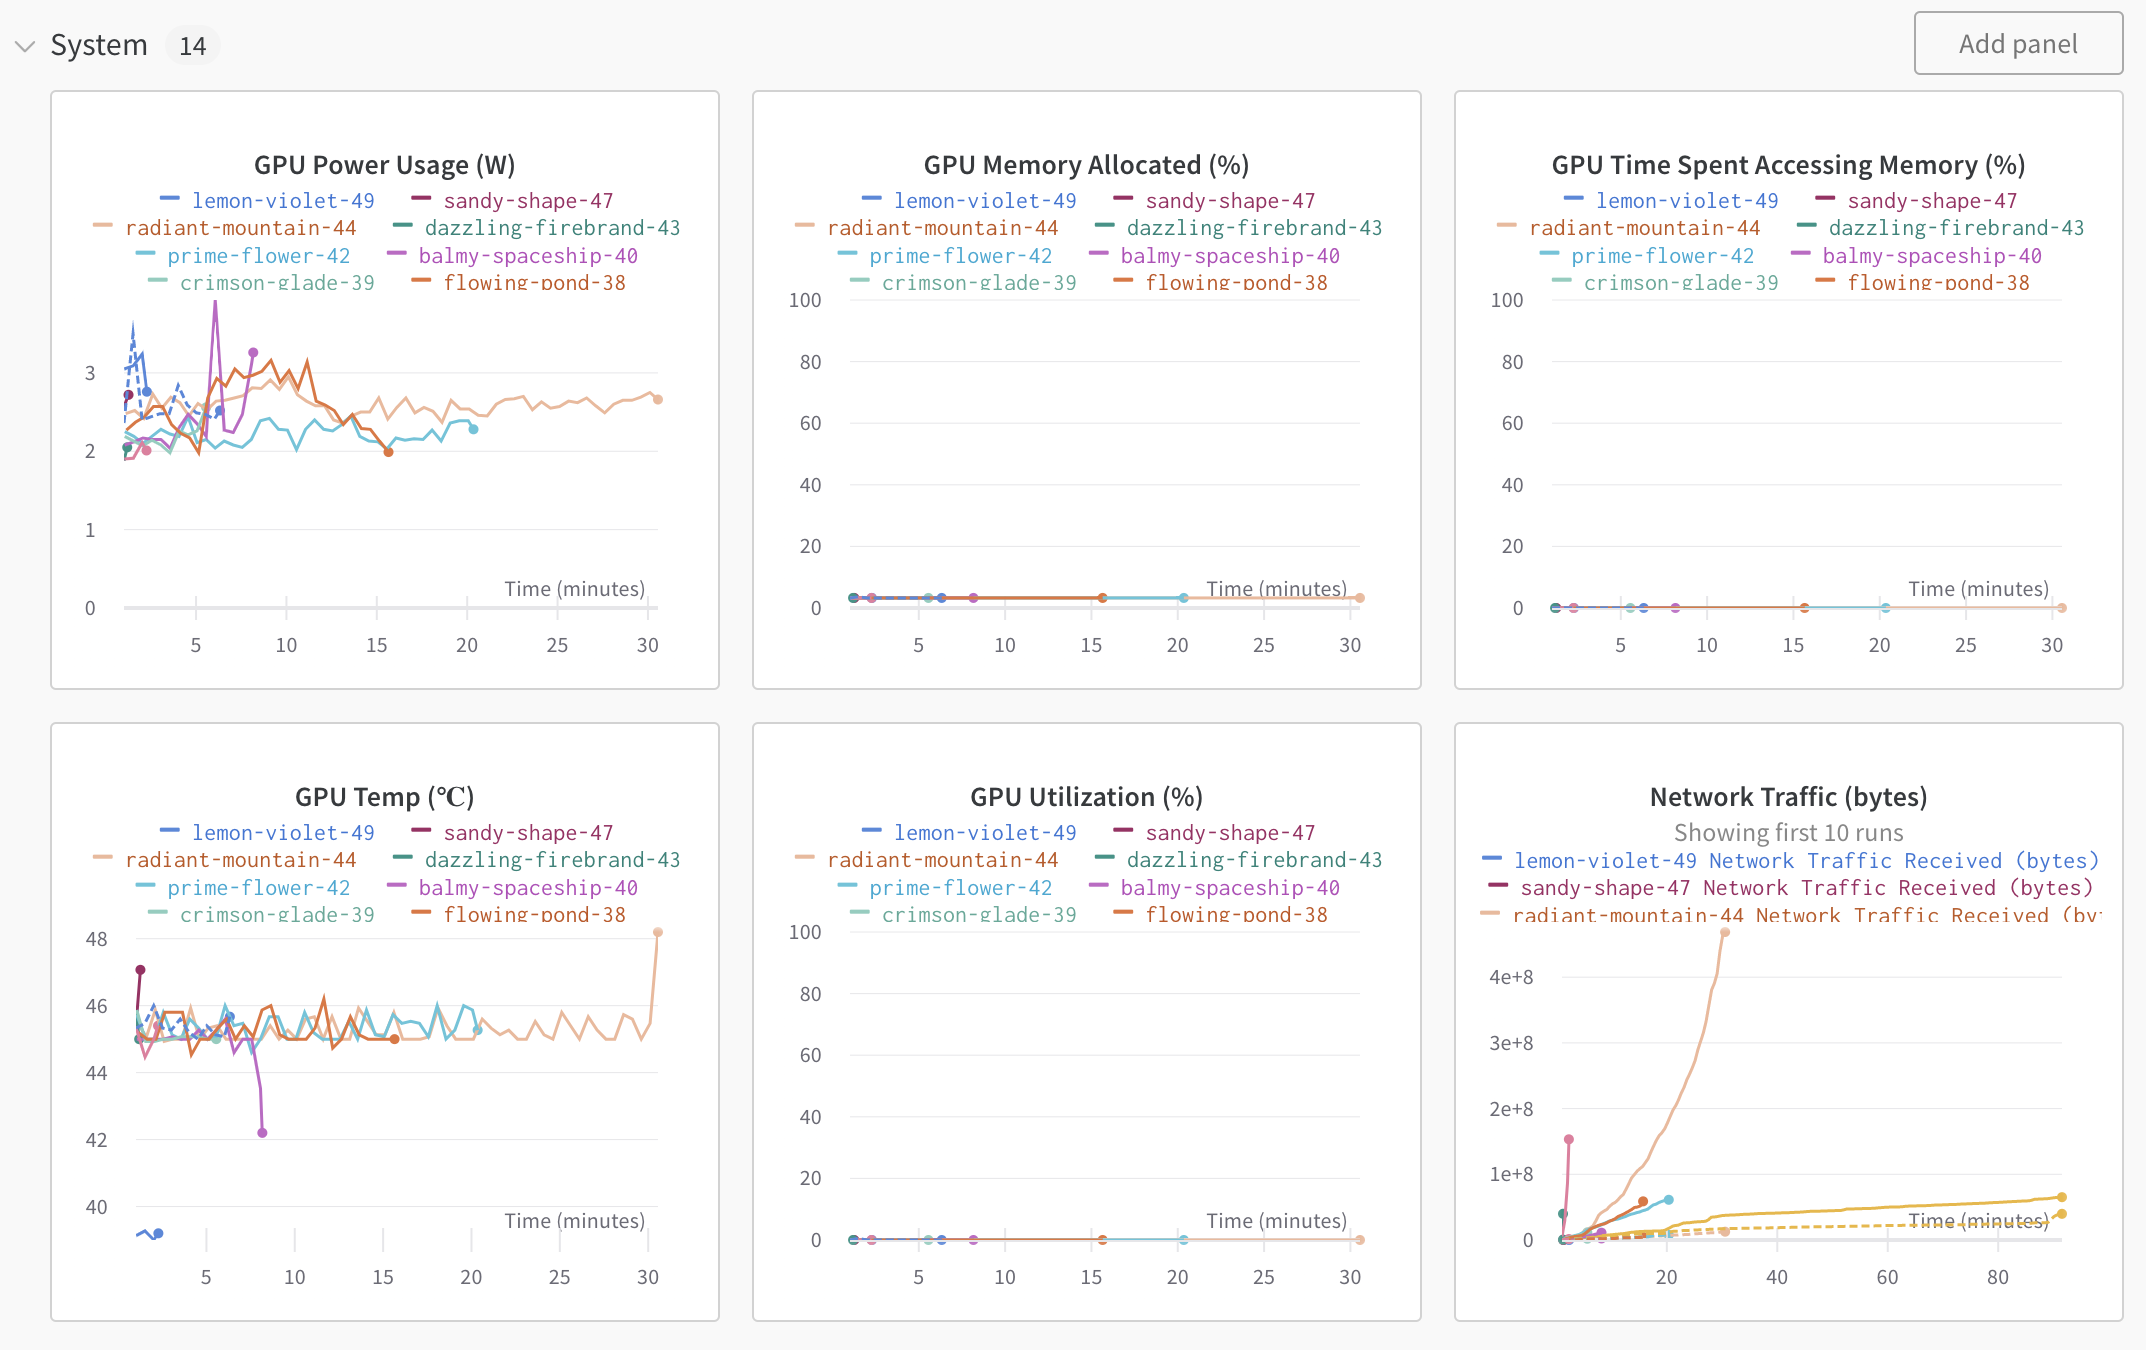 System 14
Add panel
GPU Power Usage (W)
lemon-violet-49 sandy-shape-47
radiant-mountain-44 dazzling-firebrand-43
prime-flower-42 balmy-spaceship-40
crimson-glade-39 flowing-pond-38
3
2
1
0
Time (minutes)
5 10 15 20 25 30
GPU Memory Allocated (%)
lemon-violet-49 sandy-shape-47
radiant-mountain-44 dazzling-firebrand-43
prime-flower-42 balmy-spaceship-40
crimson-glade-39 flowing-pond-38
100
80
60
40
20
0
Time (minutes)
5 10 15 20 25 30
GPU Time Spent Accessing Memory (%)
lemon-violet-49 sandy-shape-47
radiant-mountain-44 dazzling-firebrand-43
prime-flower-42 balmy-spaceship-40
crimson-glade-39 flowing-pond-38
100
80
60
40
20
0
Time (minutes)
5 10 15 20 25 30
GPU Temp (℃)
lemon-violet-49 sandy-shape-47
radiant-mountain-44 dazzling-firebrand-43
prime-flower-42 balmy-spaceship-40
crimson-glade-39 flowing-pond-38
48
46
44
42
40
Time (minutes)
5 10 15 20 25 30
GPU Utilization (%)
lemon-violet-49 sandy-shape-47
radiant-mountain-44 dazzling-firebrand-43
prime-flower-42 balmy-spaceship-40
crimson-glade-39 flowing-pond-38
100
80
60
40
20
0
Time (minutes)
5 10 15 20 25 30
Network Traffic (bytes)
Showing first 10 runs
lemon-violet-49 Network Traffic Received (bytes)
sandy-shape-47 Network Traffic Received (bytes)
radiant-mountain-44 Network Traffic Received (by
4e+8
3e+8
2e+8
1e+8
0
Time (minutes)
20 40 60 80